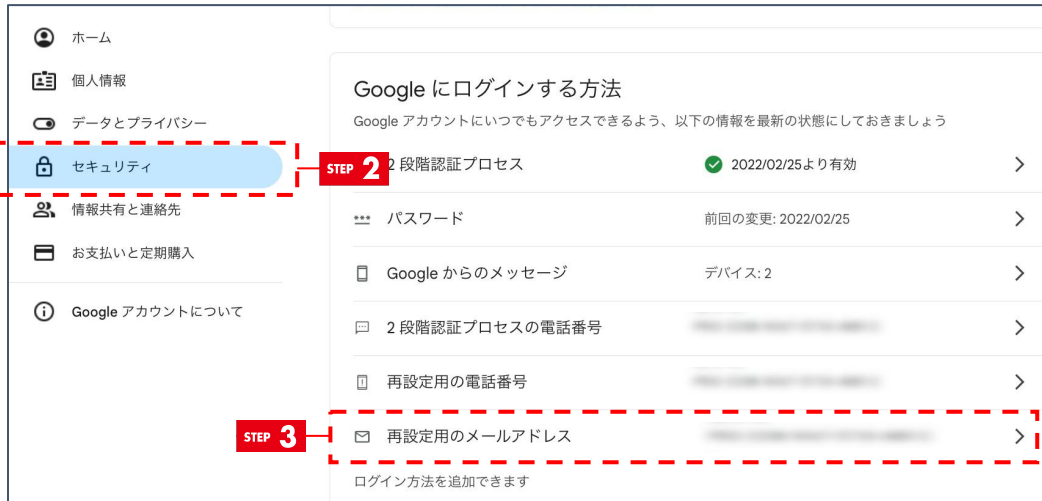 ホーム
個人情報
データとプライバシー
セキュリティ
情報共有と連絡先
お支払いと定期購入
Google アカウントについて
Google にログインする方法
Google アカウントにいつでもアクセスできるよう、以下の情報を最新の状態にしておきましょう
STEP 2
2 段階認証プロセス 2022/02/25より有効
パスワード 前回の変更: 2022/02/25
Google からのメッセージ デバイス: 2
2 段階認証プロセスの電話番号
再設定用の電話番号
STEP 3
再設定用のメールアドレス
ログイン方法を追加できます